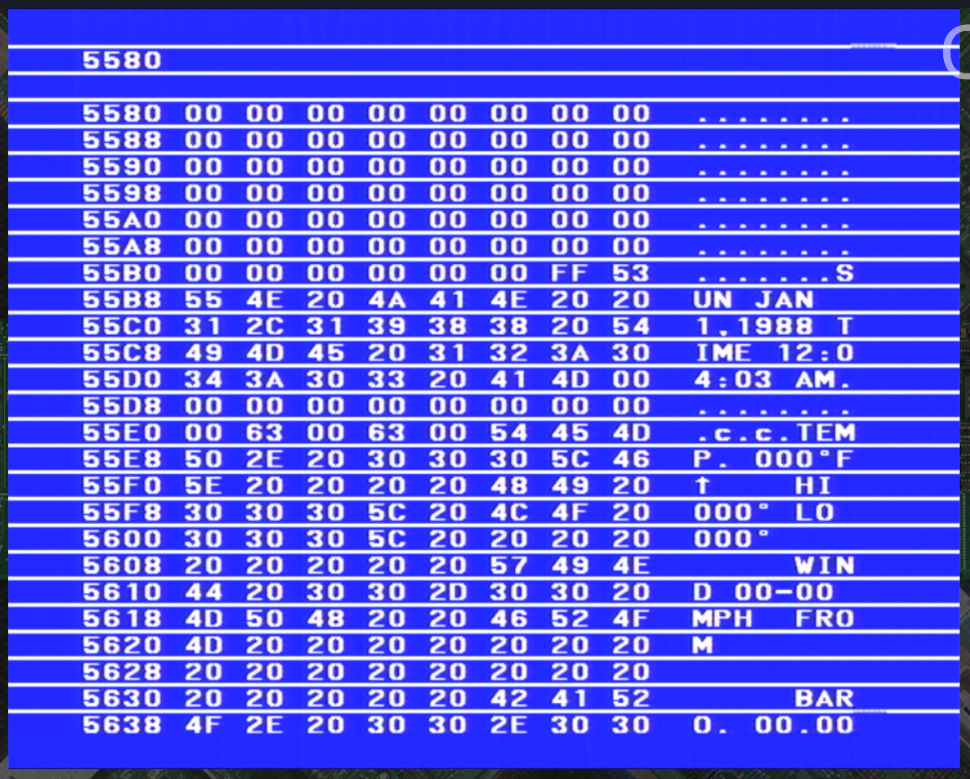 5580
5580 00 00 00 00 00 00 00 00 ........
5588 00 00 00 00 00 00 00 00 ........
5590 00 00 00 00 00 00 00 00 ........
5598 00 00 00 00 00 00 00 00 ........
55A0 00 00 00 00 00 00 00 00 ........
55A8 00 00 00 00 00 00 00 00 ........
55B0 00 00 00 00 00 00 FF 53 .......S
55B8 55 4E 20 4A 41 4E 20 20 UN JAN
55C0 31 2C 31 39 38 38 20 54 1,1988 T
55C8 49 4D 45 20 31 32 3A 30 IME 12:0
55D0 34 3A 30 33 20 41 4D 00 4:03 AM.
55D8 00 00 00 00 00 00 00 00 ........
55E0 00 63 00 63 00 54 45 4D .c.c.TEM
55E8 50 2E 20 30 30 30 5C 46 P. 000°F
55F0 5E 20 20 20 20 48 49 20 ↑    HI
55F8 30 30 30 5C 20 4C 4F 20 000° LO
5600 30 30 30 5C 20 20 20 20 000°
5608 20 20 20 20 20 57 49 4E      WIN
5610 44 20 30 30 2D 30 30 20 D 00-00
5618 4D 50 48 20 20 46 52 4F MPH  FRO
5620 4D 20 20 20 20 20 20 20 M
5628 20 20 20 20 20 20 20 20
5630 20 20 20 20 20 42 41 52      BAR
5638 4F 2E 20 30 30 2E 30 30 O. 00.00